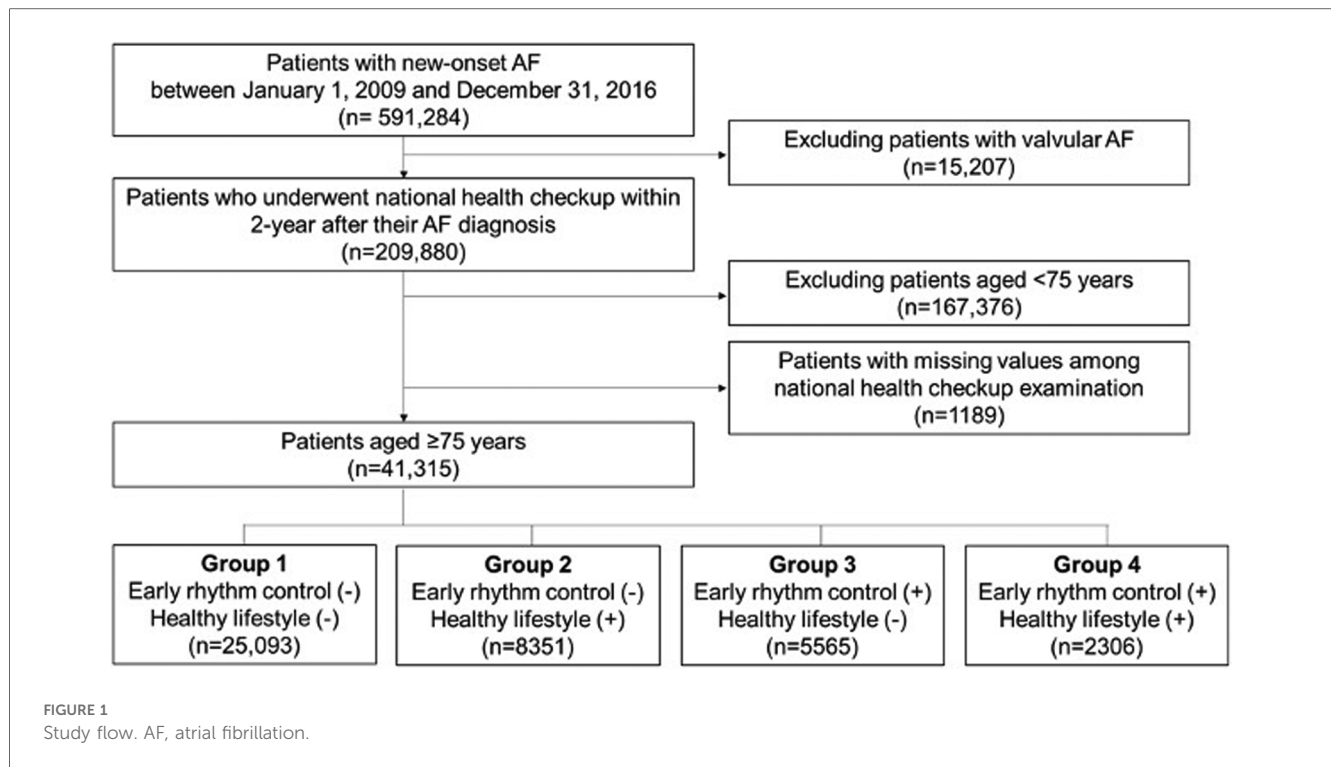 Patients with new-onset AF
between January 1, 2009 and December 31, 2016
(n= 591,284)
Excluding patients with valvular AF
(n=15,207)
Patients who underwent national health checkup within
2-year after their AF diagnosis
(n=209,880)
Excluding patients aged <75 years
(n=167,376)
Patients with missing values among
national health checkup examination
(n=1189)
Patients aged ≥75 years
(n=41,315)
Group 1
Early rhythm control (-)
Healthy lifestyle (-)
(n=25,093)
Group 2
Early rhythm control (-)
Healthy lifestyle (+)
(n=8351)
Group 3
Early rhythm control (+)
Healthy lifestyle (-)
(n=5565)
Group 4
Early rhythm control (+)
Healthy lifestyle (+)
(n=2306)
FIGURE 1
Study flow. AF, atrial fibrillation.